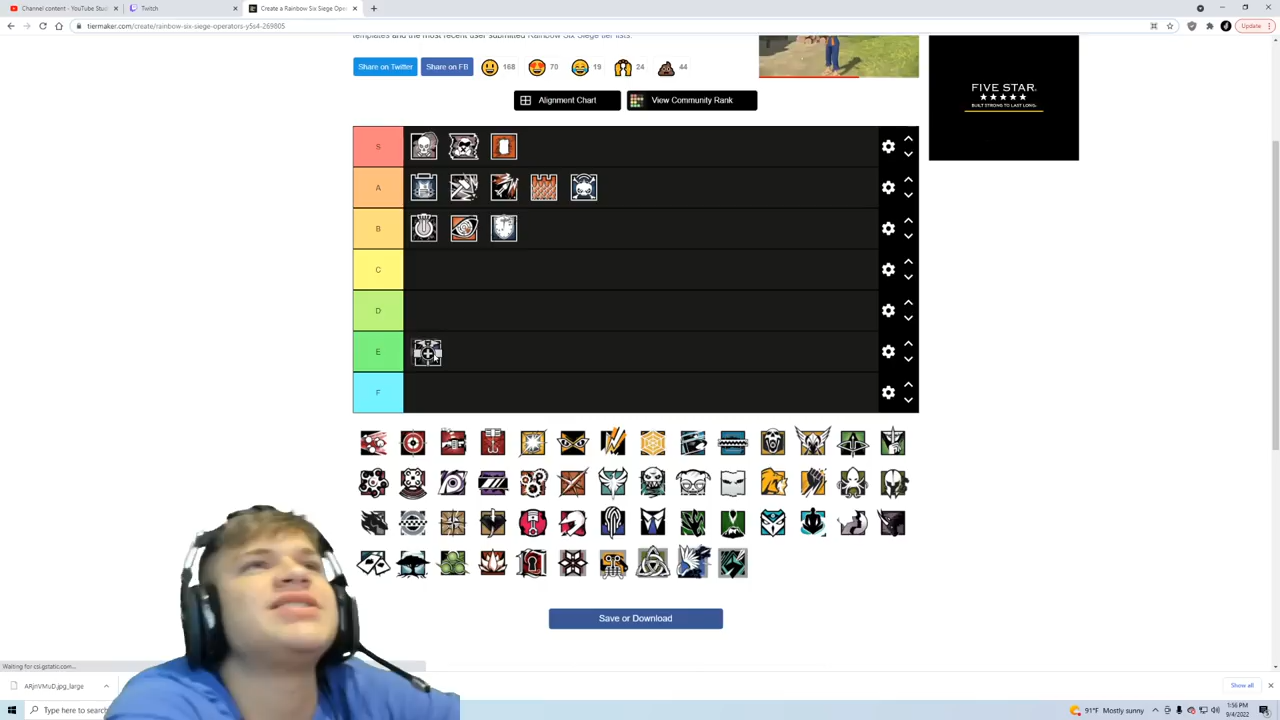 Channel content - YouTube Stud
Twitch
Create a Rainbow Six Siege Oper
tiermaker.com/create/rainbow-six-siege-operators-y5s4-269805
Update
templates and the most recent user submitted Rainbow Six Siege tier lists.
Share on Twitter
Share on FB
168
70
19
24
44
Alignment Chart
View Community Rank
FIVE STAR.
BUILT STRONG TO LAST LONG.
S
A
B
C
D
E
F
Save or Download
Waiting for csi.gstatic.com...
ARjnVMuD.jpg_large
Show all
Type here to search
91°F Mostly sunny
1:56 PM
9/4/2022